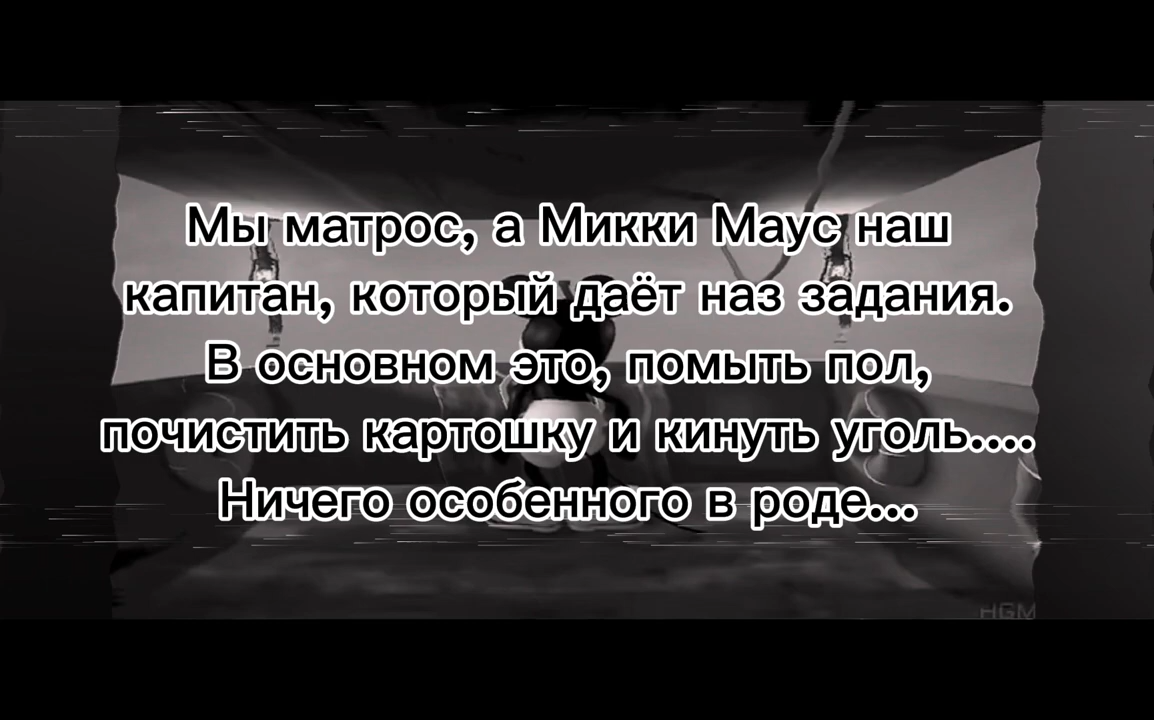 Мы матрос, а Микки Маус наш
капитан, который даёт наз задания.
В основном это, помыть пол,
почистить картошку и кинуть уголь....
Ничего особенного в роде...
HGM